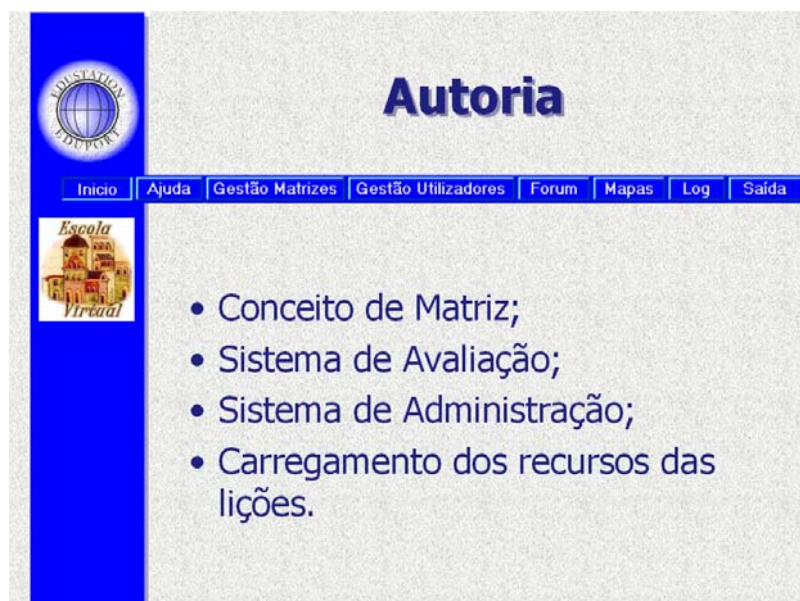 EDUSTATION
EDUPORT
Autoria
Inicio Ajuda Gestão Matrizes Gestão Utilizadores Forum Mapas Log Saída
Escola
Virtual
• Conceito de Matriz;
• Sistema de Avaliação;
• Sistema de Administração;
• Carregamento dos recursos das
lições.